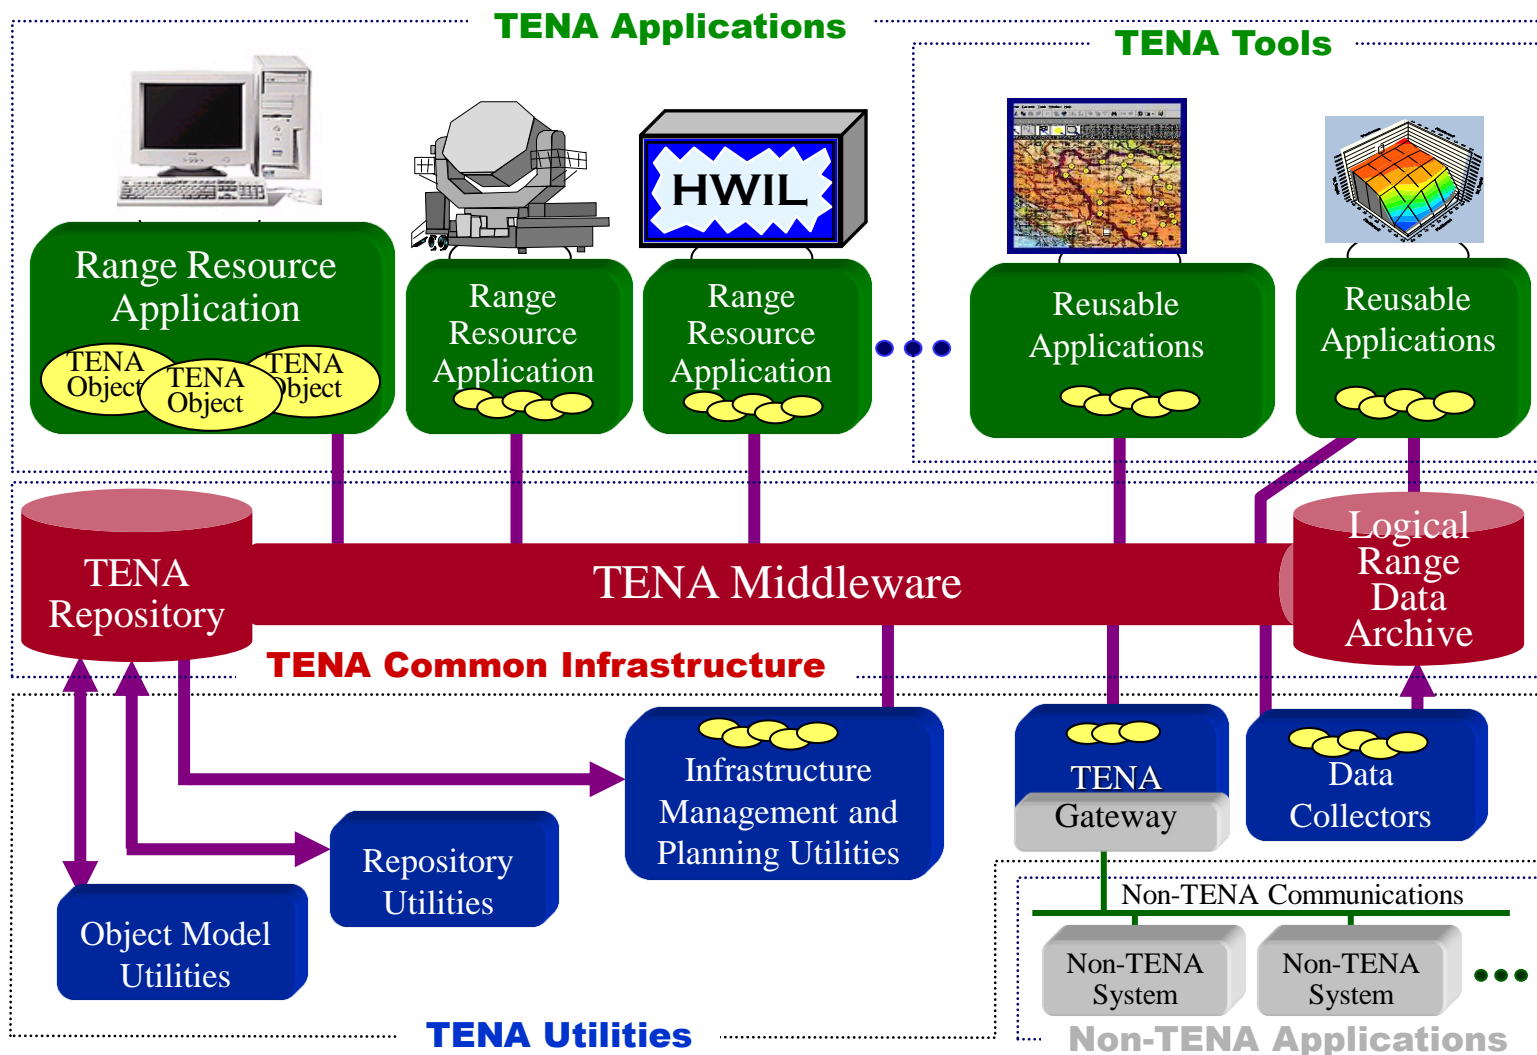 TENA Applications
TENA Tools
HWIL
Range Resource
Application
TENA
Object
TENA
Object
TENA
Object
Range
Resource
Application
Range
Resource
Application
Reusable
Applications
Reusable
Applications
TENA
Repository
TENA Middleware
Logical
Range
Data
Archive
TENA Common Infrastructure
Infrastructure
Management and
Planning Utilities
TENA
Gateway
Data
Collectors
Repository
Utilities
Object Model
Utilities
Non-TENA Communications
Non-TENA
System
Non-TENA
System
TENA Utilities
Non-TENA Applications